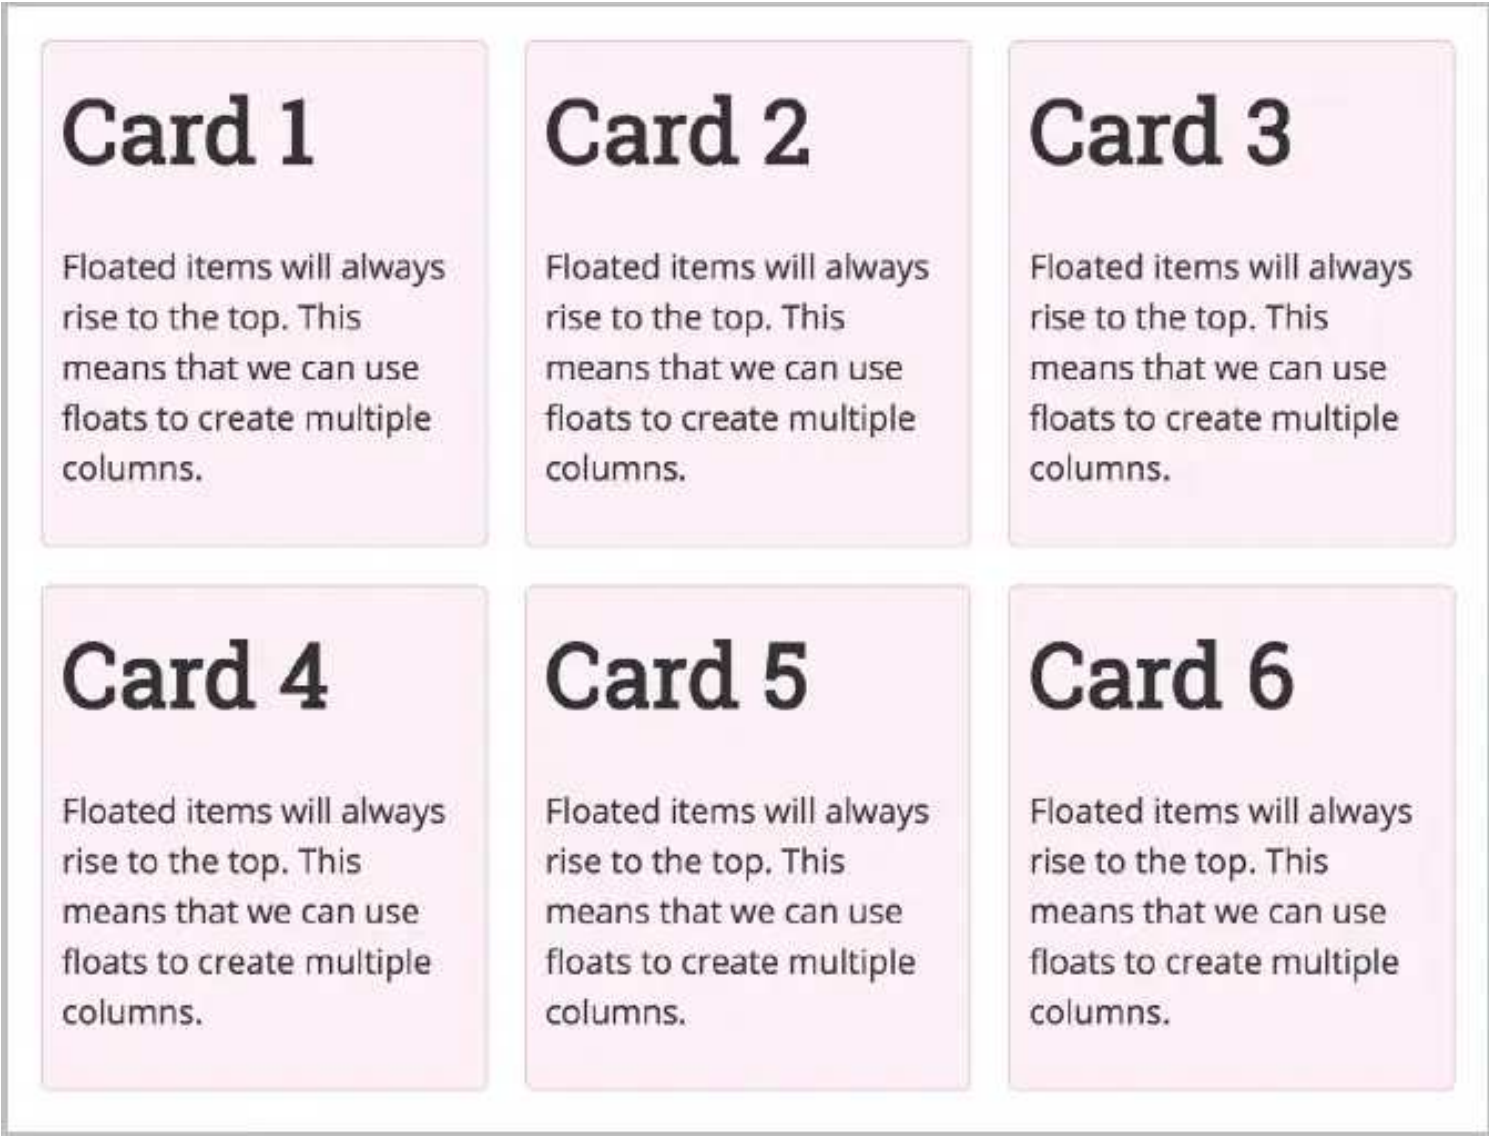 Card 1
Floated items will always
rise to the top. This
means that we can use
floats to create multiple
columns.
Card 2
Floated items will always
rise to the top. This
means that we can use
floats to create multiple
columns.
Card 3
Floated items will always
rise to the top. This
means that we can use
floats to create multiple
columns.
Card 4
Floated items will always
rise to the top. This
means that we can use
floats to create multiple
columns.
Card 5
Floated items will always
rise to the top. This
means that we can use
floats to create multiple
columns.
Card 6
Floated items will always
rise to the top. This
means that we can use
floats to create multiple
columns.